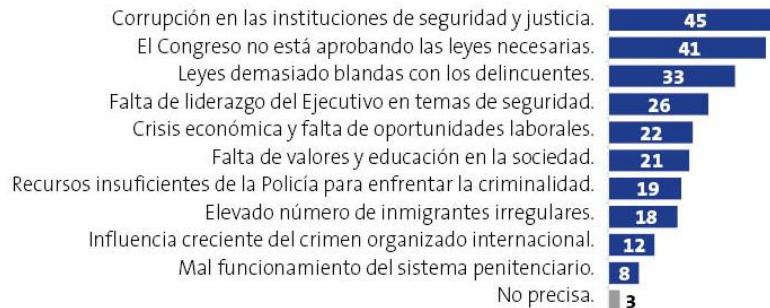 Corrupción en las instituciones de seguridad y justicia. 45
El Congreso no está aprobando las leyes necesarias. 41
Leyes demasiado blandas con los delincuentes. 33
Falta de liderazgo del Ejecutivo en temas de seguridad. 26
Crisis económica y falta de oportunidades laborales. 22
Falta de valores y educación en la sociedad. 21
Recursos insuficientes de la Policía para enfrentar la criminalidad. 19
Elevado número de inmigrantes irregulares. 18
Influencia creciente del crimen organizado internacional. 12
Mal funcionamiento del sistema penitenciario. 8
No precisa. 3